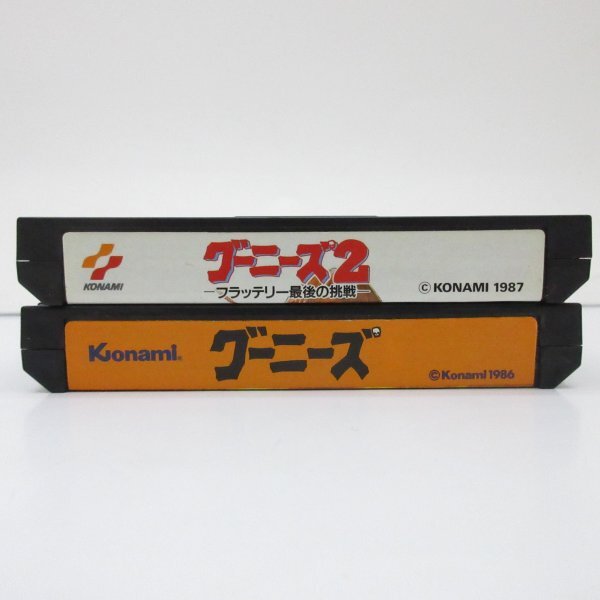 KONAMI
グーニーズ2
ーフラッテリー最後の挑戦
© KONAMI 1987
Konami®
グーニーズ
©Konami 1986